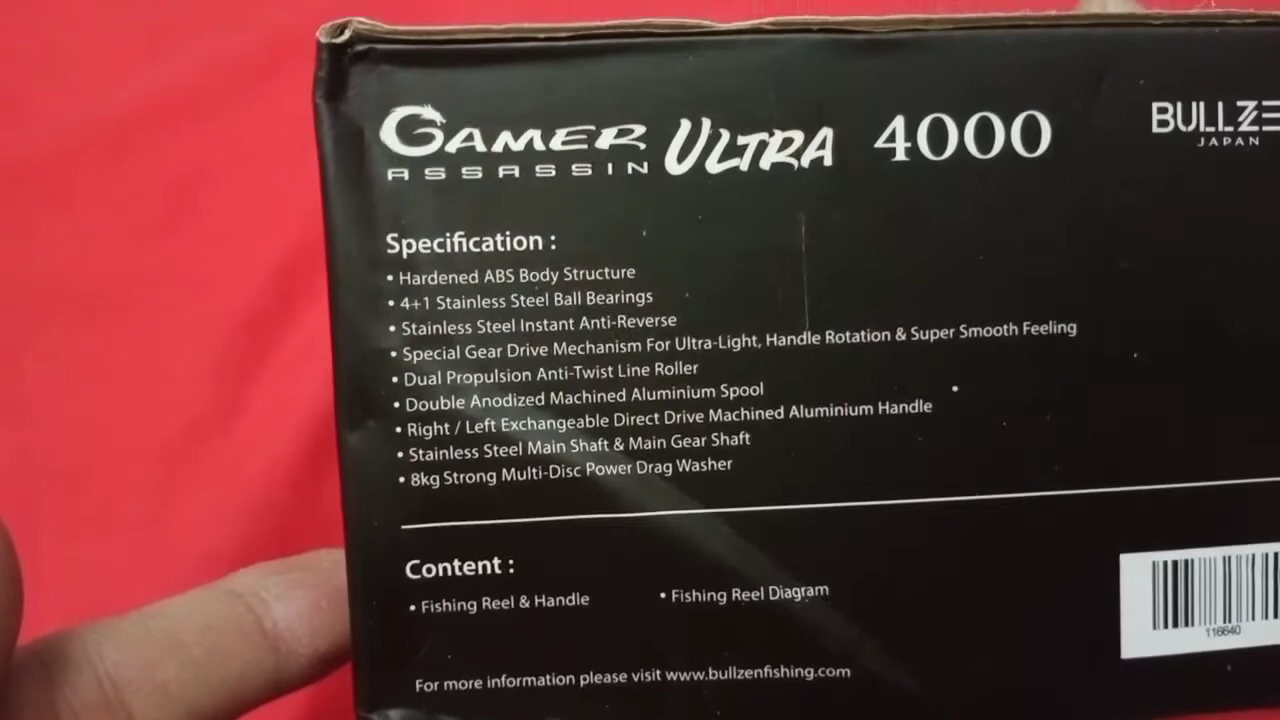 GAMER ULTRA 4000
ASSASSIN
BULLZE
JAPAN
Specification :
• Hardened ABS Body Structure
• 4+1 Stainless Steel Ball Bearings
• Stainless Steel Instant Anti-Reverse
• Special Gear Drive Mechanism For Ultra-Light, Handle Rotation & Super Smooth Feeling
• Dual Propulsion Anti-Twist Line Roller
• Double Anodized Machined Aluminium Spool
• Right / Left Exchangeable Direct Drive Machined Aluminium Handle
• Stainless Steel Main Shaft & Main Gear Shaft
• 8kg Strong Multi-Disc Power Drag Washer
Content :
• Fishing Reel & Handle • Fishing Reel Diagram
116640
For more information please visit www.bullzenfishing.com